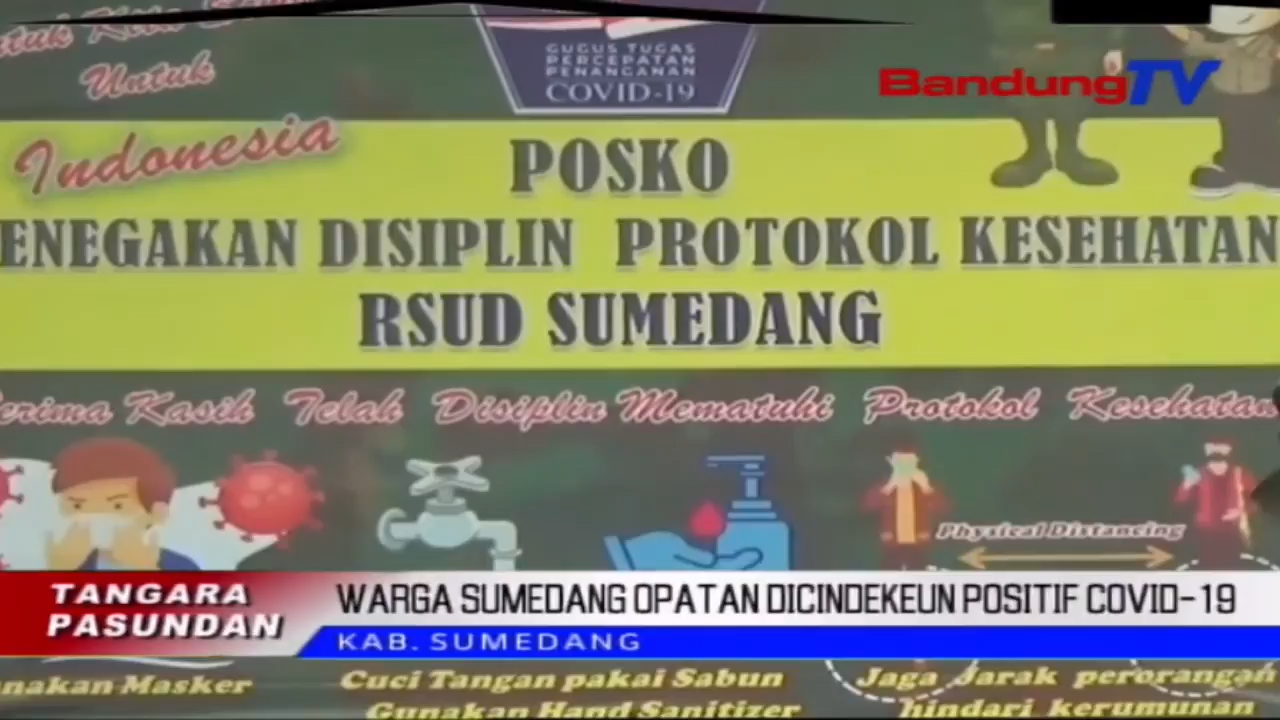 Untuk
GUGUS TUGAS
PERCEPATAN
PENANGANAN
COVID-19
BandungTV
Indonesia
POSKO
ENEGAKAN DISIPLIN PROTOKOL KESEHATAN
RSUD SUMEDANG
erima Kasih Telah Disiplin Mematuhi Protokol Kesehatan
Physical Distancing
TANGARA
PASUNDAN
WARGA SUMEDANG OPATAN DICINDEKEUN POSITIF COVID-19
KAB. SUMEDANG
nakan Masker
Cuci Tangan pakai Sabun
Gunakan Hand Sanitizer
Jaga Jarak perorangan
hindari kerumunan